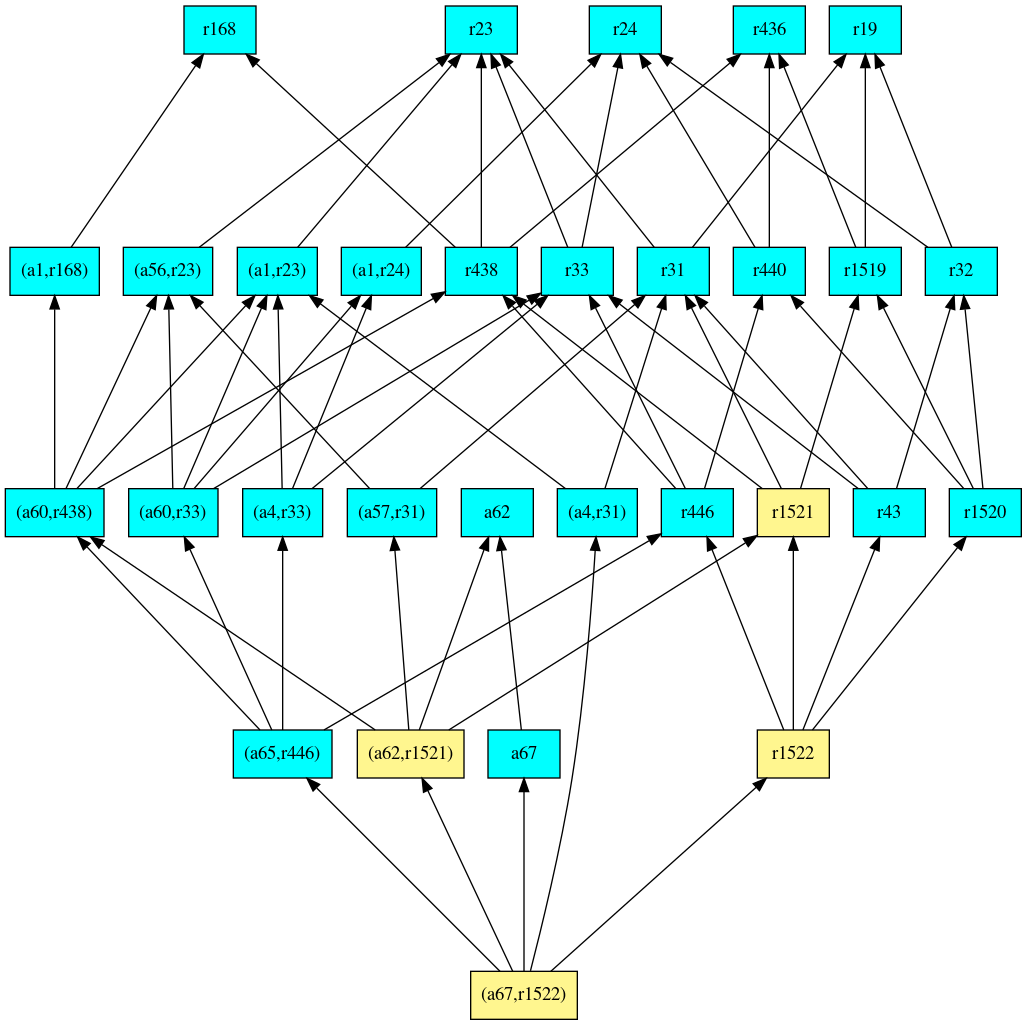 r168
r23
r24
r436
r19
(a1,r168)
(a56,r23)
(a1,r23)
(a1,r24)
r438
r33
r31
r440
r1519
r32
(a60,r438)
(a60,r33)
(a4,r33)
(a57,r31)
a62
(a4,r31)
r446
r1521
r43
r1520
(a65,r446)
(a62,r1521)
a67
r1522
(a67,r1522)